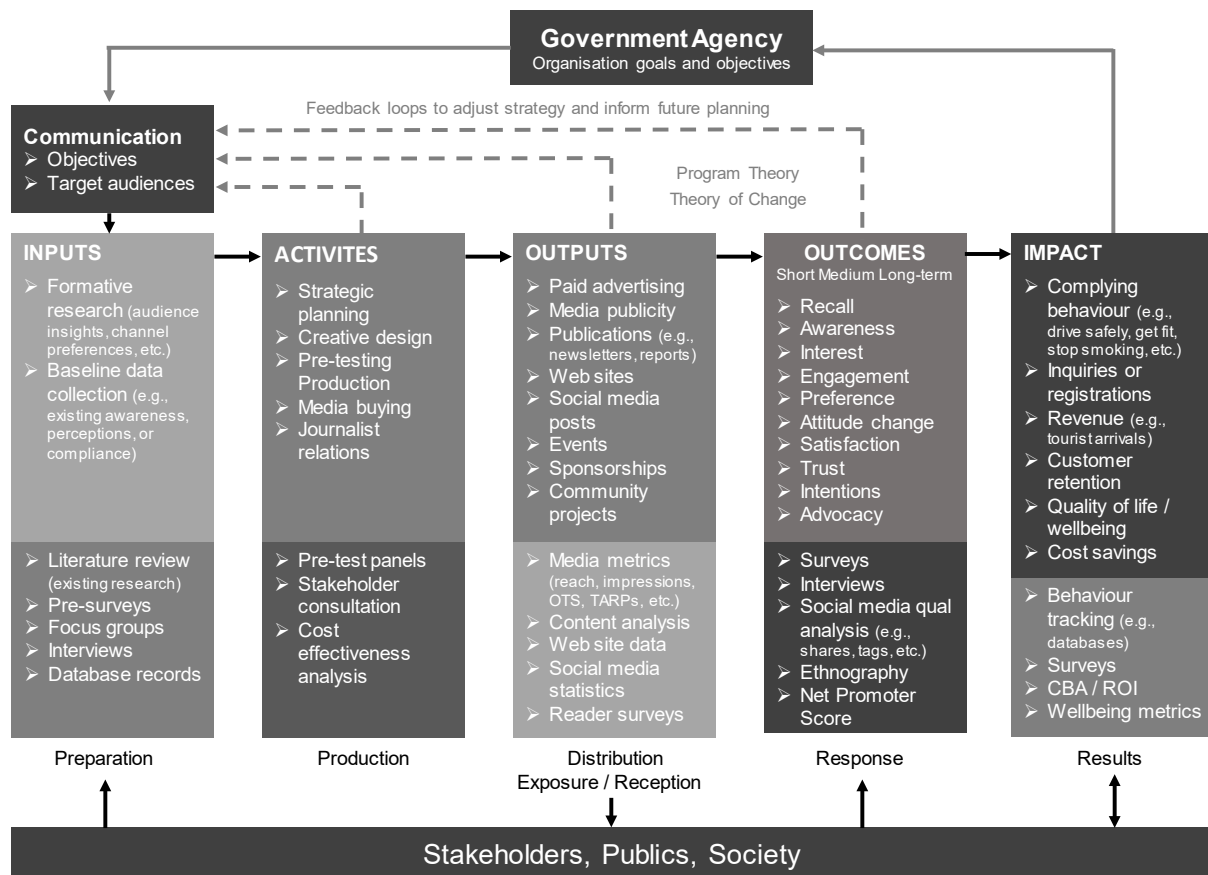 Government Agency
Organisation goals and objectives
Feedback loops to adjust strategy and inform future planning
Communication
➢ Objectives
➢ Target audiences
Program Theory
Theory of Change
INPUTS
➢ Formative
research (audience
insights, channel
preferences, etc.)
➢ Baseline data
collection (e.g.,
existing awareness,
perceptions, or
compliance)
➢ Literature review
(existing research)
➢ Pre-surveys
➢ Focus groups
➢ Interviews
➢ Database records
Preparation
ACTIVITES
➢ Strategic
planning
➢ Creative design
➢ Pre-testing
Production
➢ Media buying
➢ Journalist
relations
➢ Pre-test panels
➢ Stakeholder
consultation
➢ Cost
effectiveness
analysis
Production
OUTPUTS
➢ Paid advertising
➢ Media publicity
➢ Publications (e.g.,
newsletters, reports)
➢ Web sites
➢ Social media
posts
➢ Events
➢ Sponsorships
➢ Community
projects
➢ Media metrics
(reach, impressions,
OTS, TARPs, etc.)
➢ Content analysis
➢ Web site data
➢ Social media
statistics
➢ Reader surveys
Distribution
Exposure / Reception
OUTCOMES
Short Medium Long-term
➢ Recall
➢ Awareness
➢ Interest
➢ Engagement
➢ Preference
➢ Attitude change
➢ Satisfaction
➢ Trust
➢ Intentions
➢ Advocacy
➢ Surveys
➢ Interviews
➢ Social media qual
analysis (e.g.,
shares, tags, etc.)
➢ Ethnography
➢ Net Promoter
Score
Response
IMPACT
➢ Complying
behaviour (e.g.,
drive safely, get fit,
stop smoking, etc.)
➢ Inquiries or
registrations
➢ Revenue (e.g.,
tourist arrivals)
➢ Customer
retention
➢ Quality of life /
wellbeing
➢ Cost savings
➢ Behaviour
tracking (e.g.,
databases)
➢ Surveys
➢ CBA / ROI
➢ Wellbeing metrics
Results
Stakeholders, Publics, Society